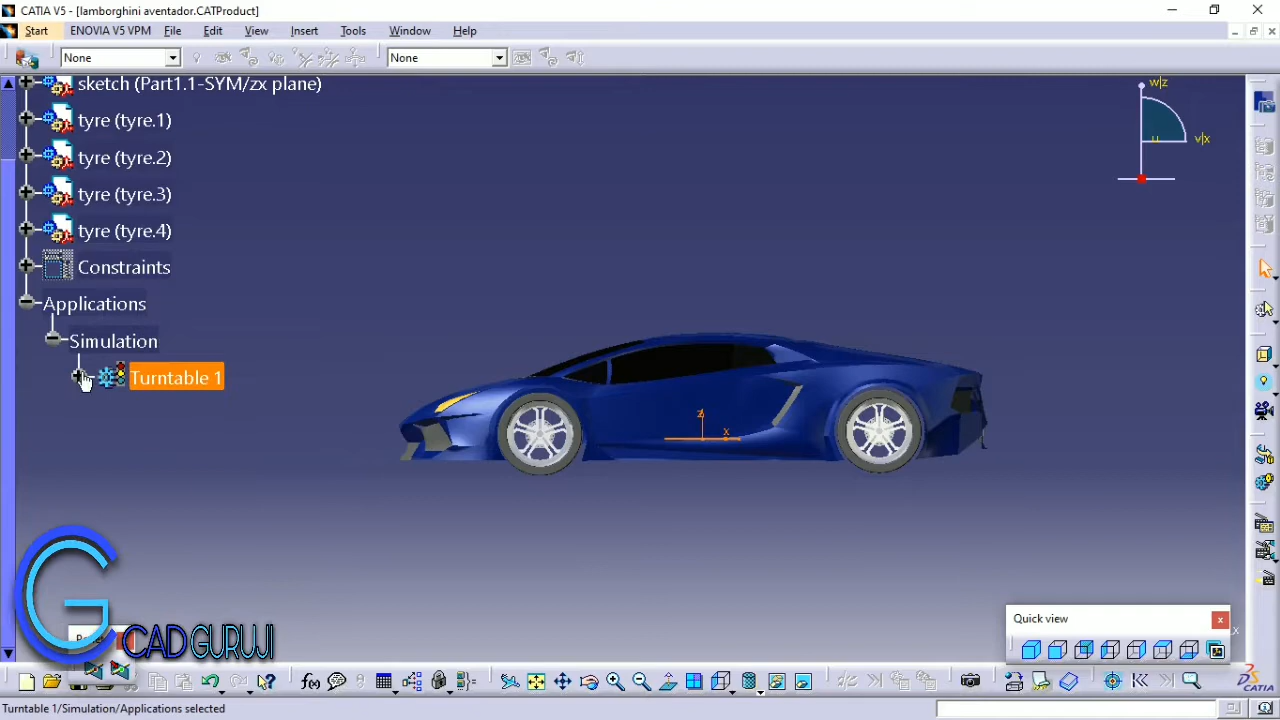 CATIA V5 - [lamborghini aventador.CATProduct]
Start ENOVIA V5 VPM File Edit View Insert Tools Window Help
None None
sketch (Part1.1-SYM/zx plane)
tyre (tyre.1)
tyre (tyre.2)
tyre (tyre.3)
tyre (tyre.4)
Constraints
Applications
Simulation
Turntable 1
w|z
v|x
u
z
x
Quick view
x
G
CAD GURUJI
f(x)
CATIA
Turntable 1/Simulation/Applications selected